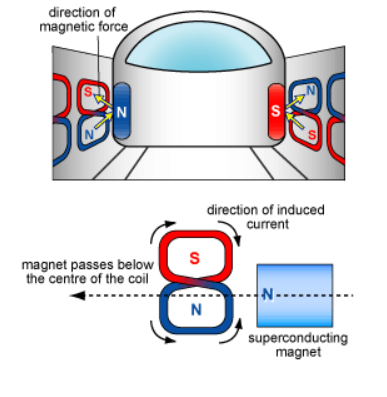 direction of
magnetic force
S
N
N
S
N
N
S
direction of induced
current
magnet passes below
the centre of the coil
S
N
N
superconducting
magnet